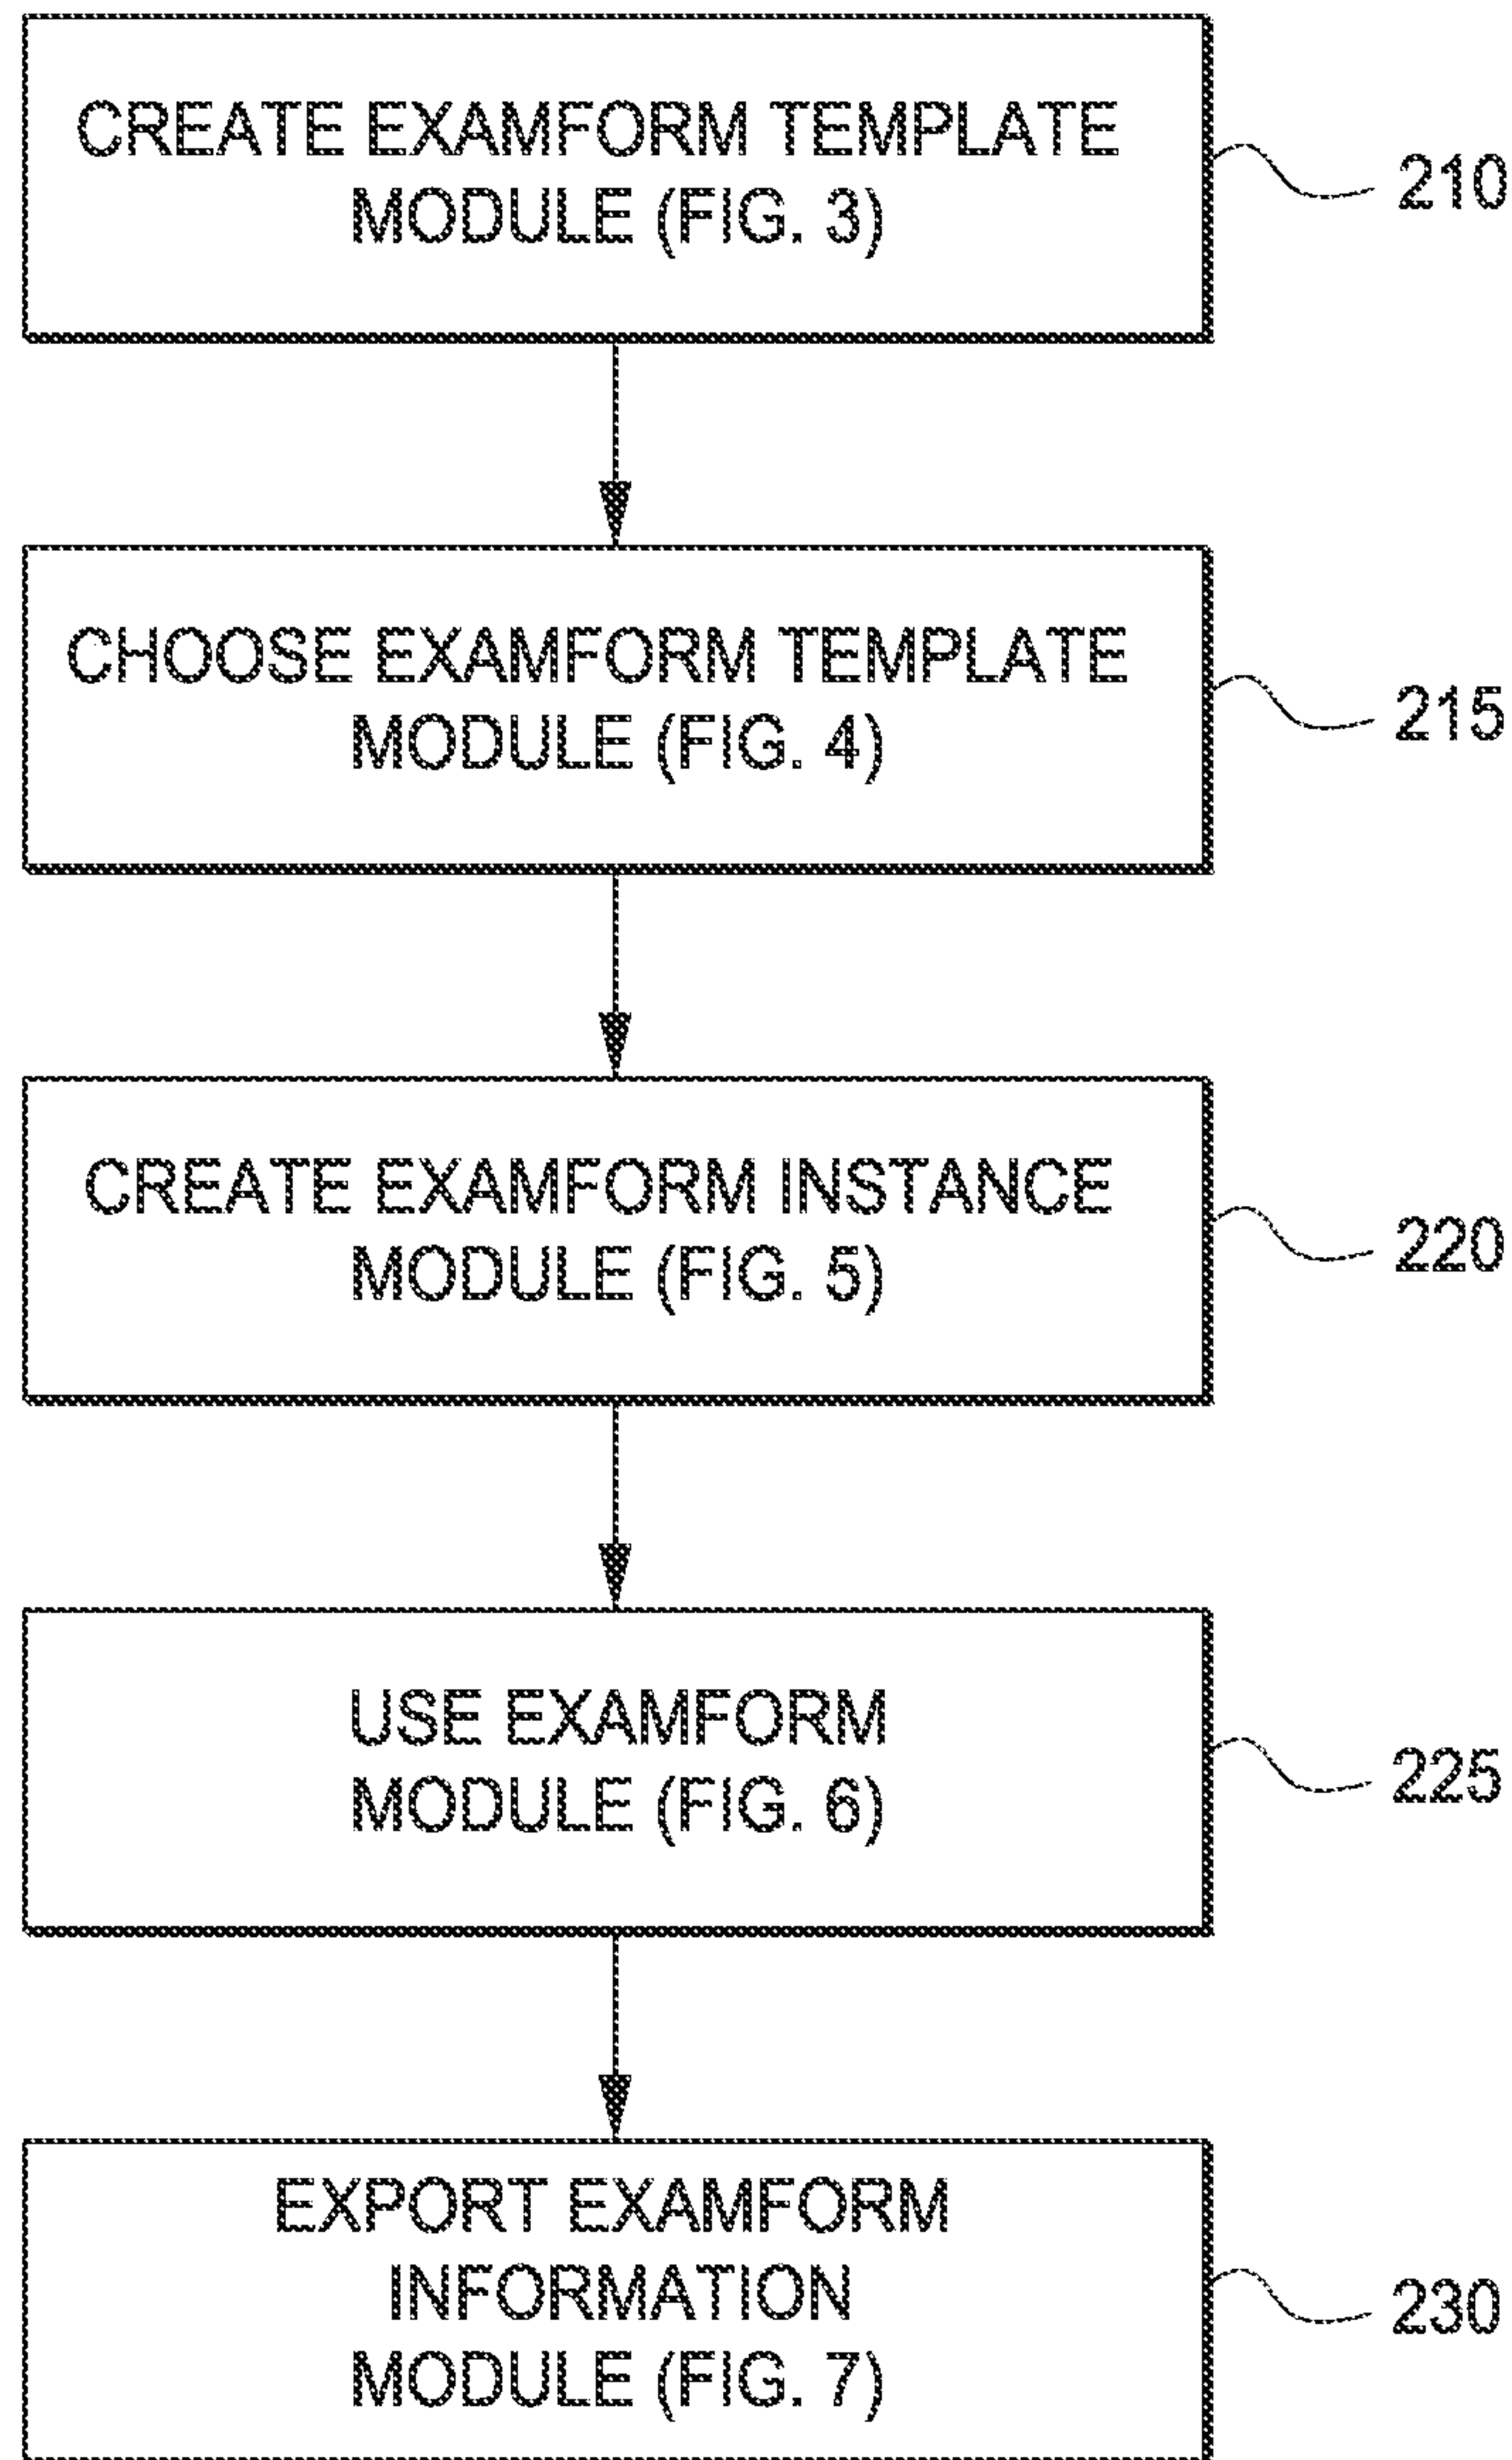 CREATE EXAMFORM TEMPLATE
MODULE (FIG. 3)
210
CHOOSE EXAMFORM TEMPLATE
MODULE (FIG. 4)
215
CREATE EXAMFORM INSTANCE
MODULE (FIG. 5)
220
USE EXAMFORM
MODULE (FIG. 6)
225
EXPORT EXAMFORM
INFORMATION
MODULE (FIG. 7)
230